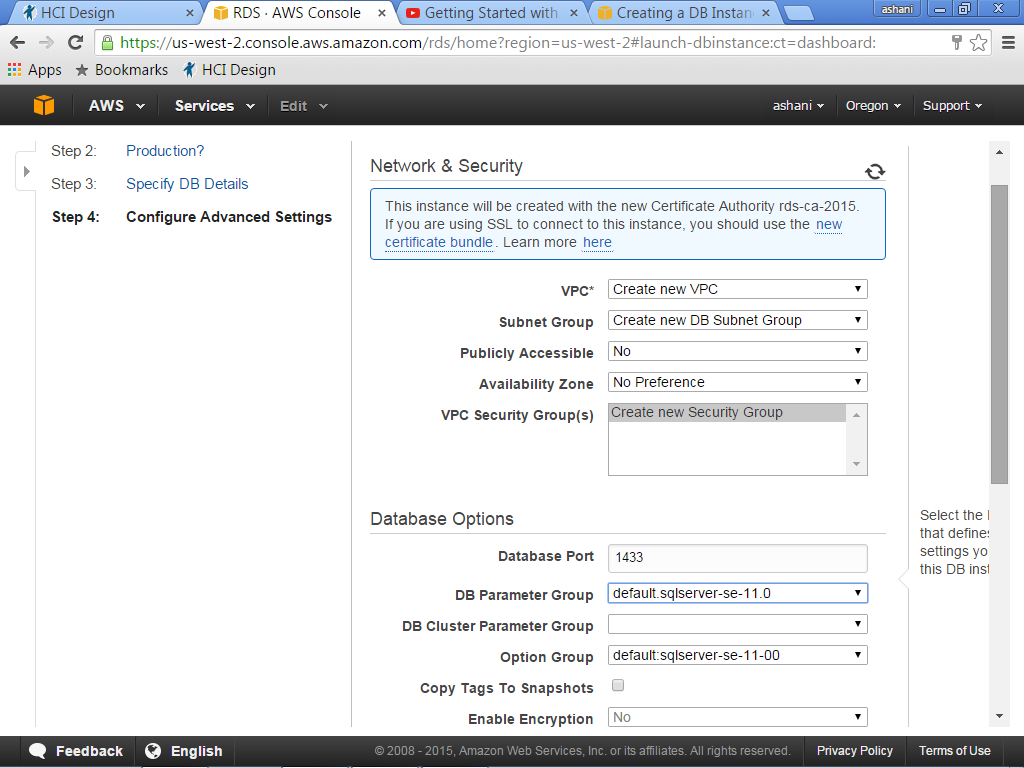 HCI Design
RDS · AWS Console
Getting Started with
Creating a DB Instan
ashani
https://us-west-2.console.aws.amazon.com/rds/home?region=us-west-2#launch-dbinstance:ct=dashboard:
Apps
Bookmarks
HCI Design
AWS
Services
Edit
ashani
Oregon
Support
Step 2: Production?
Step 3: Specify DB Details
Step 4: Configure Advanced Settings
Network & Security
This instance will be created with the new Certificate Authority rds-ca-2015.
If you are using SSL to connect to this instance, you should use the new
certificate bundle. Learn more here
VPC* Create new VPC
Subnet Group Create new DB Subnet Group
Publicly Accessible No
Availability Zone No Preference
VPC Security Group(s) Create new Security Group
Database Options
Database Port 1433
DB Parameter Group default.sqlserver-se-11.0
DB Cluster Parameter Group
Option Group default:sqlserver-se-11-00
Copy Tags To Snapshots
Enable Encryption No
Select the
that defines
settings yo
this DB inst
Feedback
English
© 2008 - 2015, Amazon Web Services, Inc. or its affiliates. All rights reserved.
Privacy Policy
Terms of Use